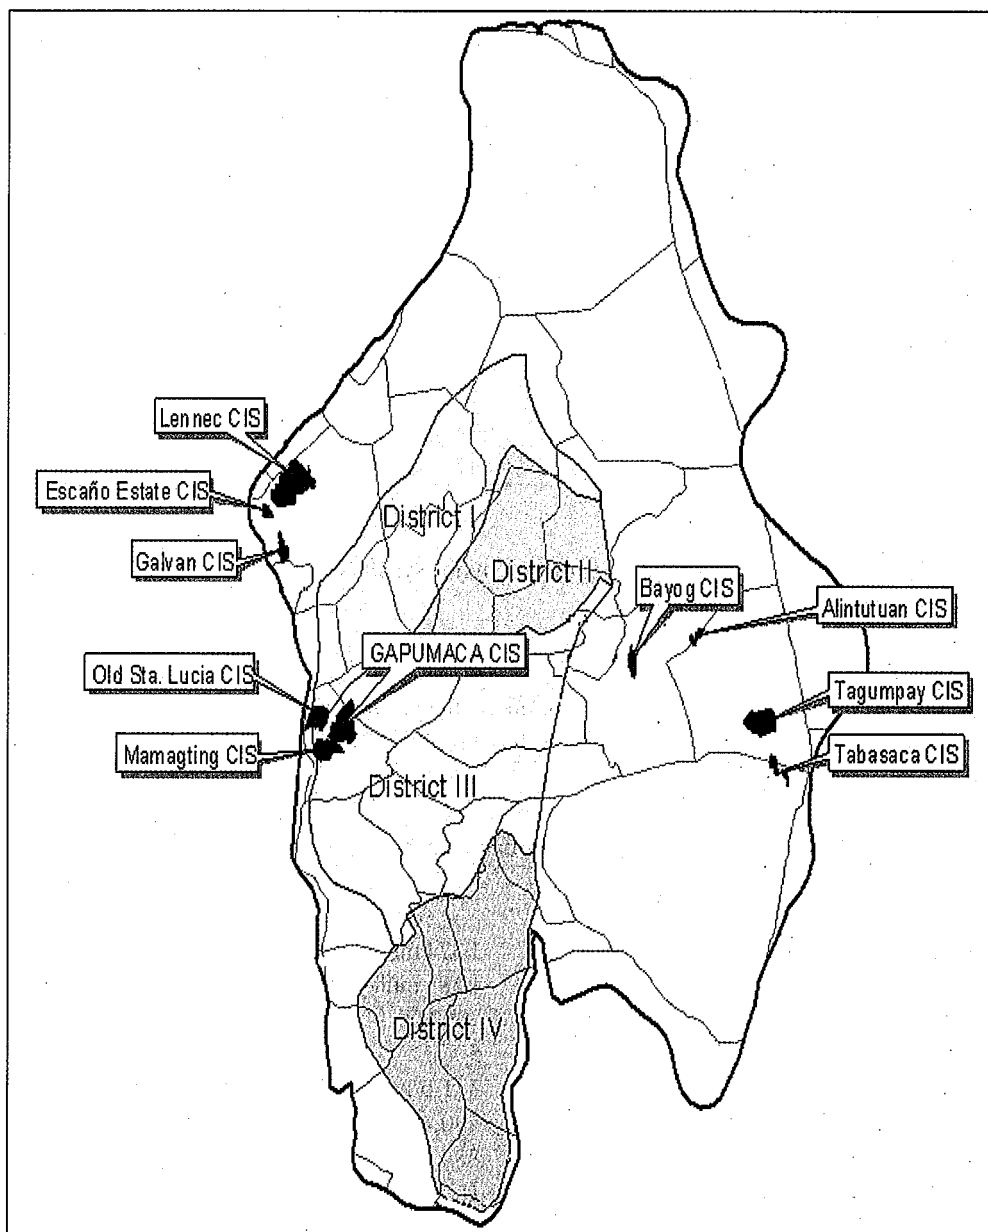 Lennec CIS
Escaño Estate CIS
District I
Galvan CIS
District II
Bayog CIS
Alintutuan CIS
GAPUMACA CIS
Old Sta. Lucia CIS
Tagumpay CIS
Mamagting CIS
Tabasaca CIS
District III
District IV